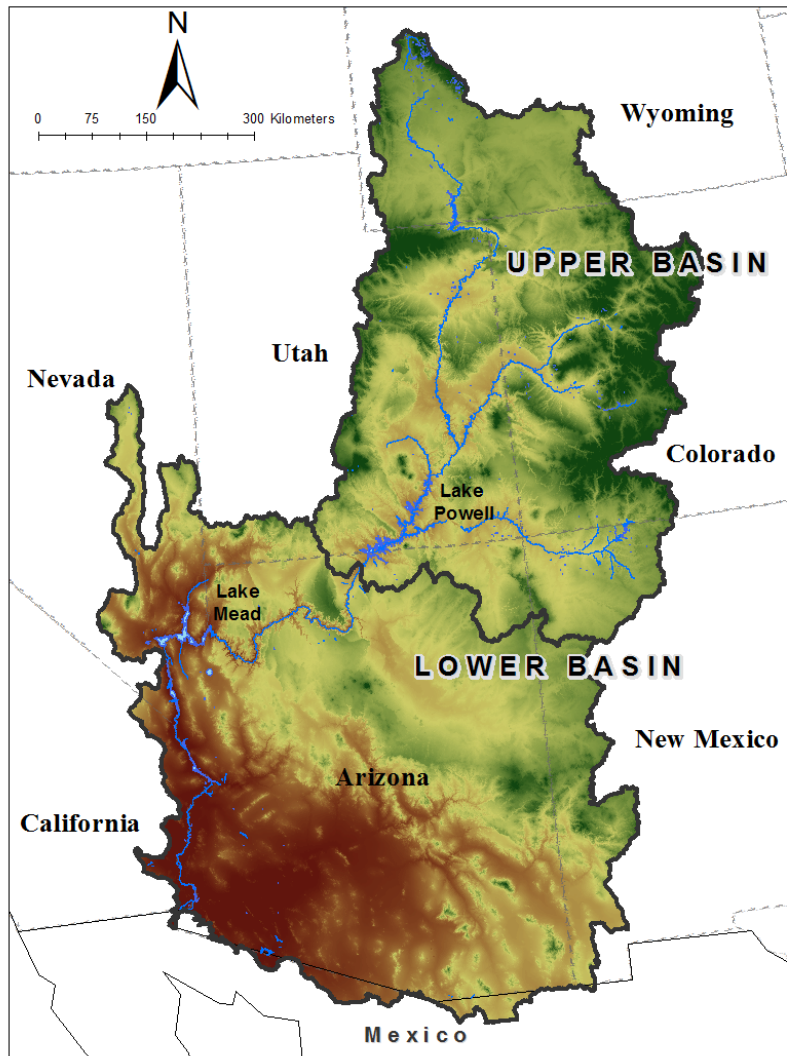 N
0 75 150 300 Kilometers
Wyoming
UPPER BASIN
Utah
Nevada
Colorado
Lake
Powell
Lake
Mead
LOWER BASIN
New Mexico
Arizona
California
Mexico